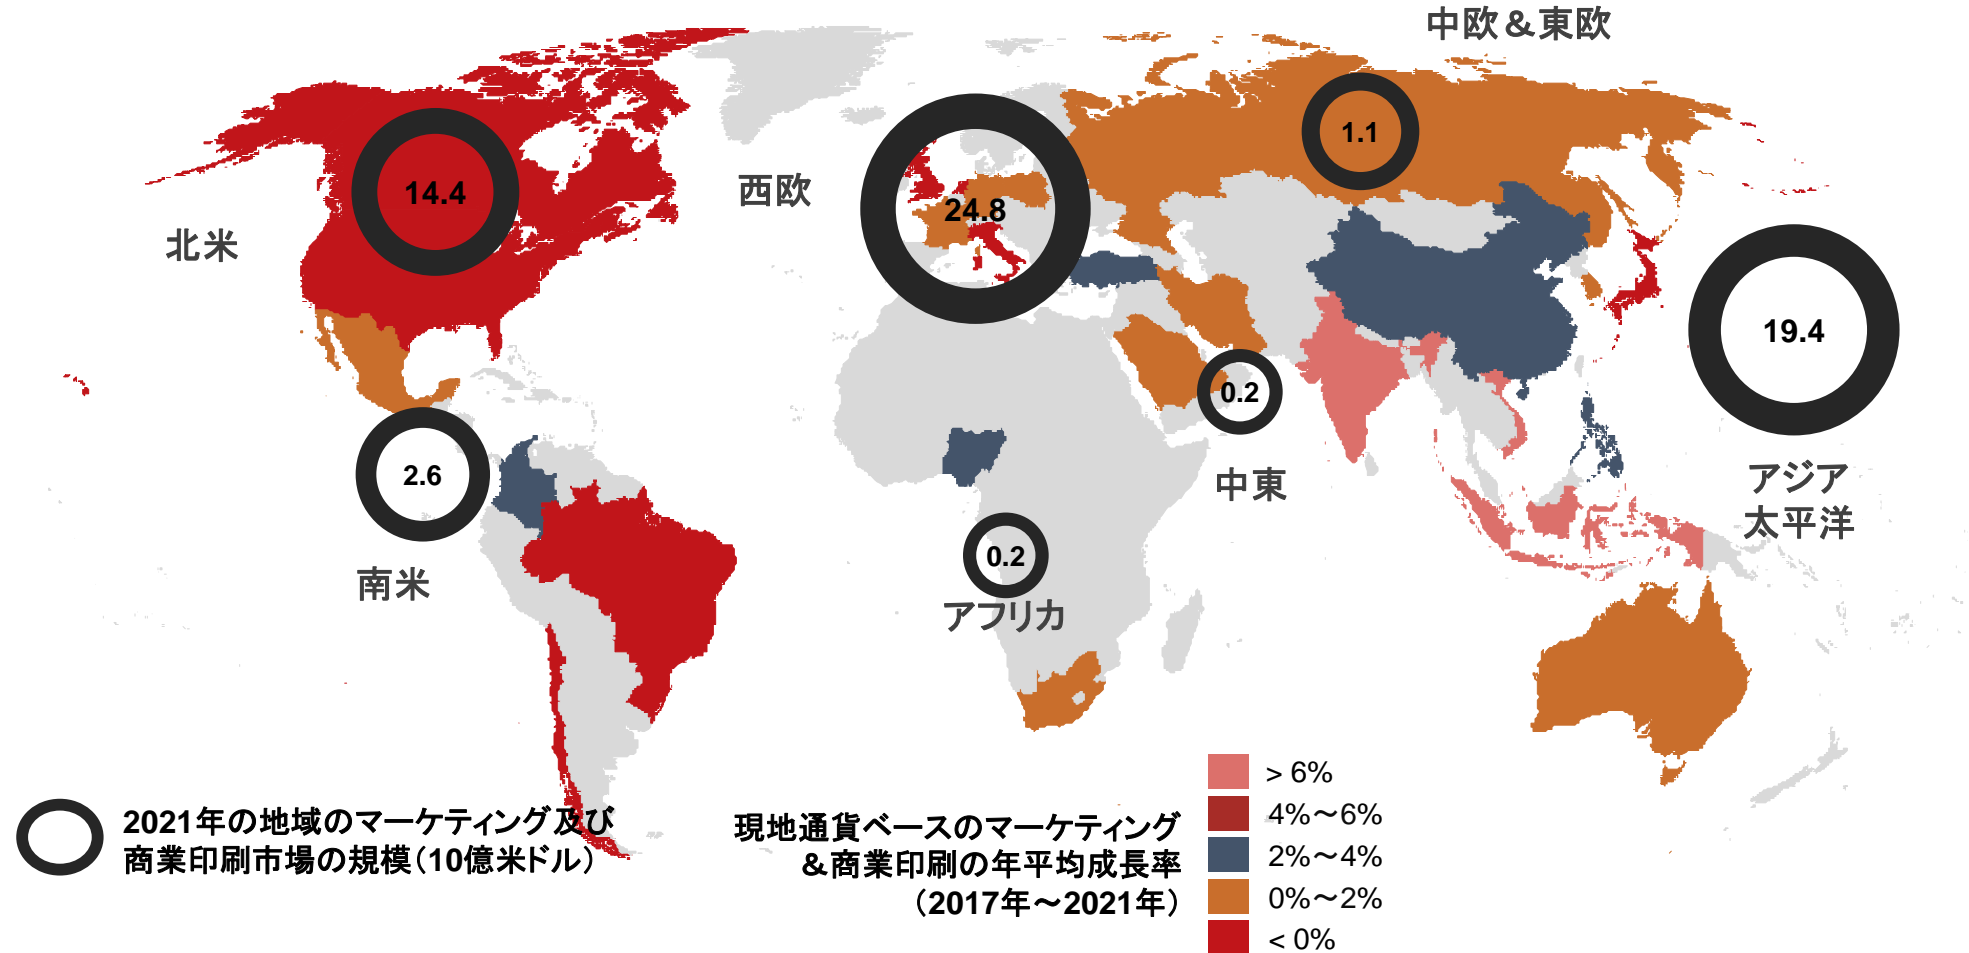 中欧＆東欧
1.1
14.4
西欧
24.8
北米
19.4
0.2
2.6
中東
アジア
太平洋
南米
0.2
アフリカ
2021年の地域のマーケティング及び
商業印刷市場の規模（10億米ドル）
現地通貨ベースのマーケティング
＆商業印刷の年平均成長率
（2017年～2021年）
> 6%
4%～6%
2%～4%
0%～2%
< 0%